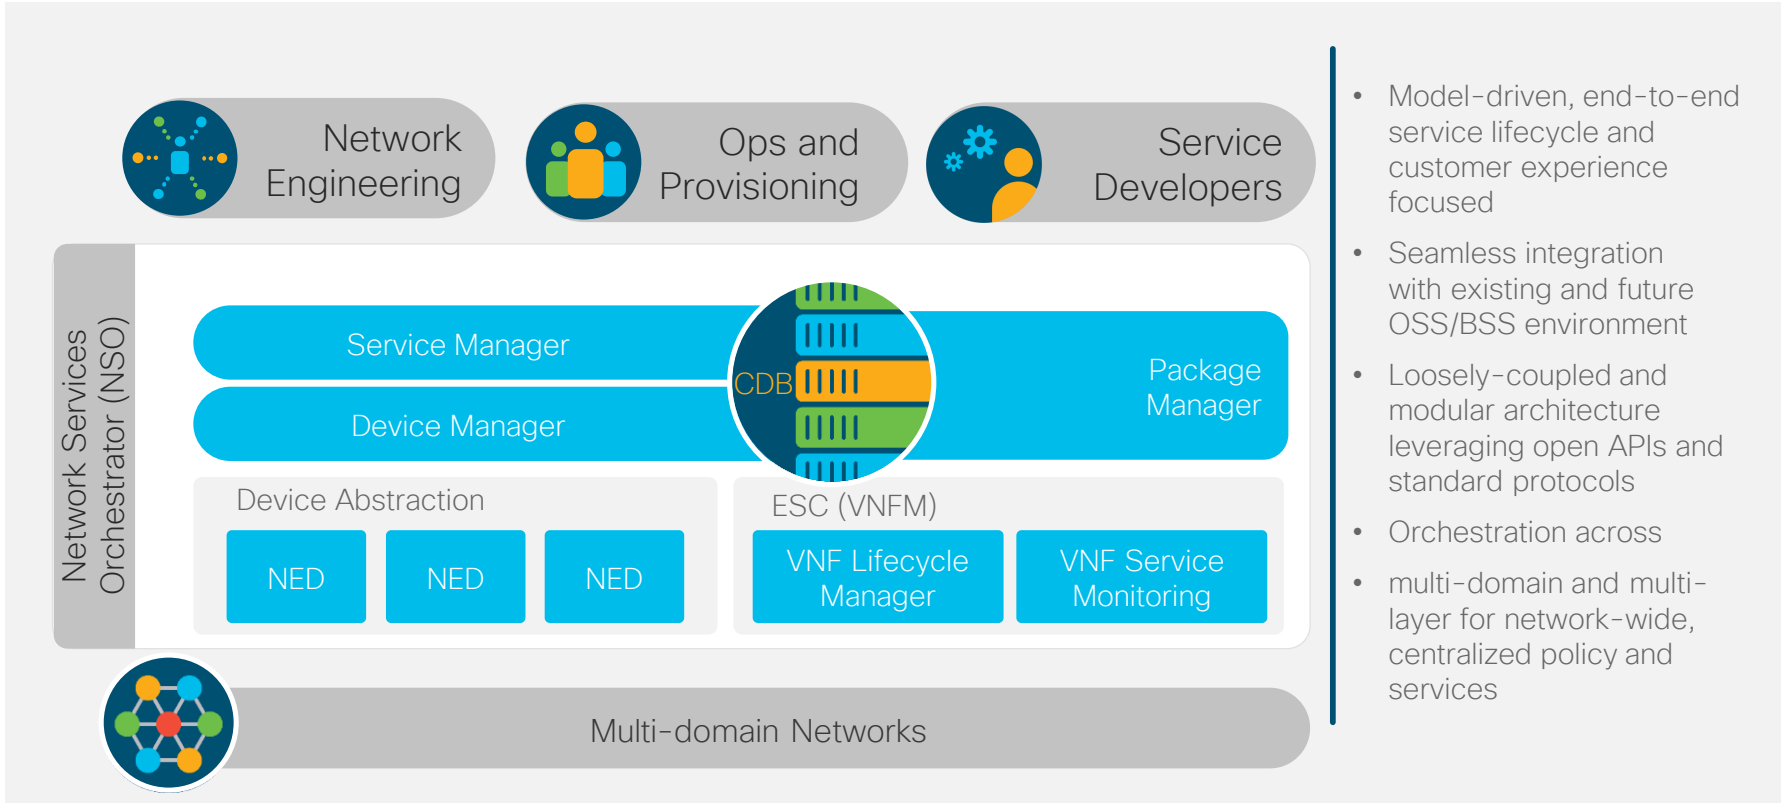 Network
Engineering
Ops and
Provisioning
Service
Developers
Network Services
Orchestrator (NSO)
Service Manager
Device Manager
CDB
Package
Manager
Device Abstraction
NED
NED
NED
ESC (VNFM)
VNF Lifecycle
Manager
VNF Service
Monitoring
Multi-domain Networks
• Model-driven, end-to-end
service lifecycle and
customer experience
focused
• Seamless integration
with existing and future
OSS/BSS environment
• Loosely-coupled and
modular architecture
leveraging open APIs and
standard protocols
• Orchestration across
• multi-domain and multi-
layer for network-wide,
centralized policy and
services